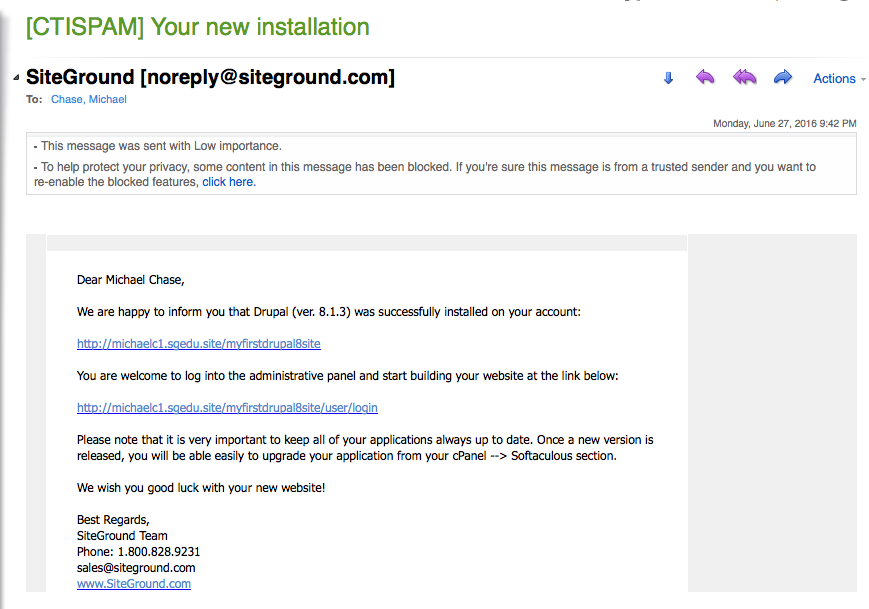 [CTISPAM] Your new installation
SiteGround [noreply@siteground.com]
Actions
To: Chase, Michael
Monday, June 27, 2016 9:42 PM
- This message was sent with Low importance.
- To help protect your privacy, some content in this message has been blocked. If you're sure this message is from a trusted sender and you want to
re-enable the blocked features, click here.
Dear Michael Chase,
We are happy to inform you that Drupal (ver. 8.1.3) was successfully installed on your account:
http://michaelc1.sgedu.site/myfirstdrupal8site
You are welcome to log into the administrative panel and start building your website at the link below:
http://michaelc1.sgedu.site/myfirstdrupal8site/user/login
Please note that it is very important to keep all of your applications always up to date. Once a new version is
released, you will be able easily to upgrade your application from your cPanel --> Softaculous section.
We wish you good luck with your new website!
Best Regards,
SiteGround Team
Phone: 1.800.828.9231
sales@siteground.com
www.SiteGround.com